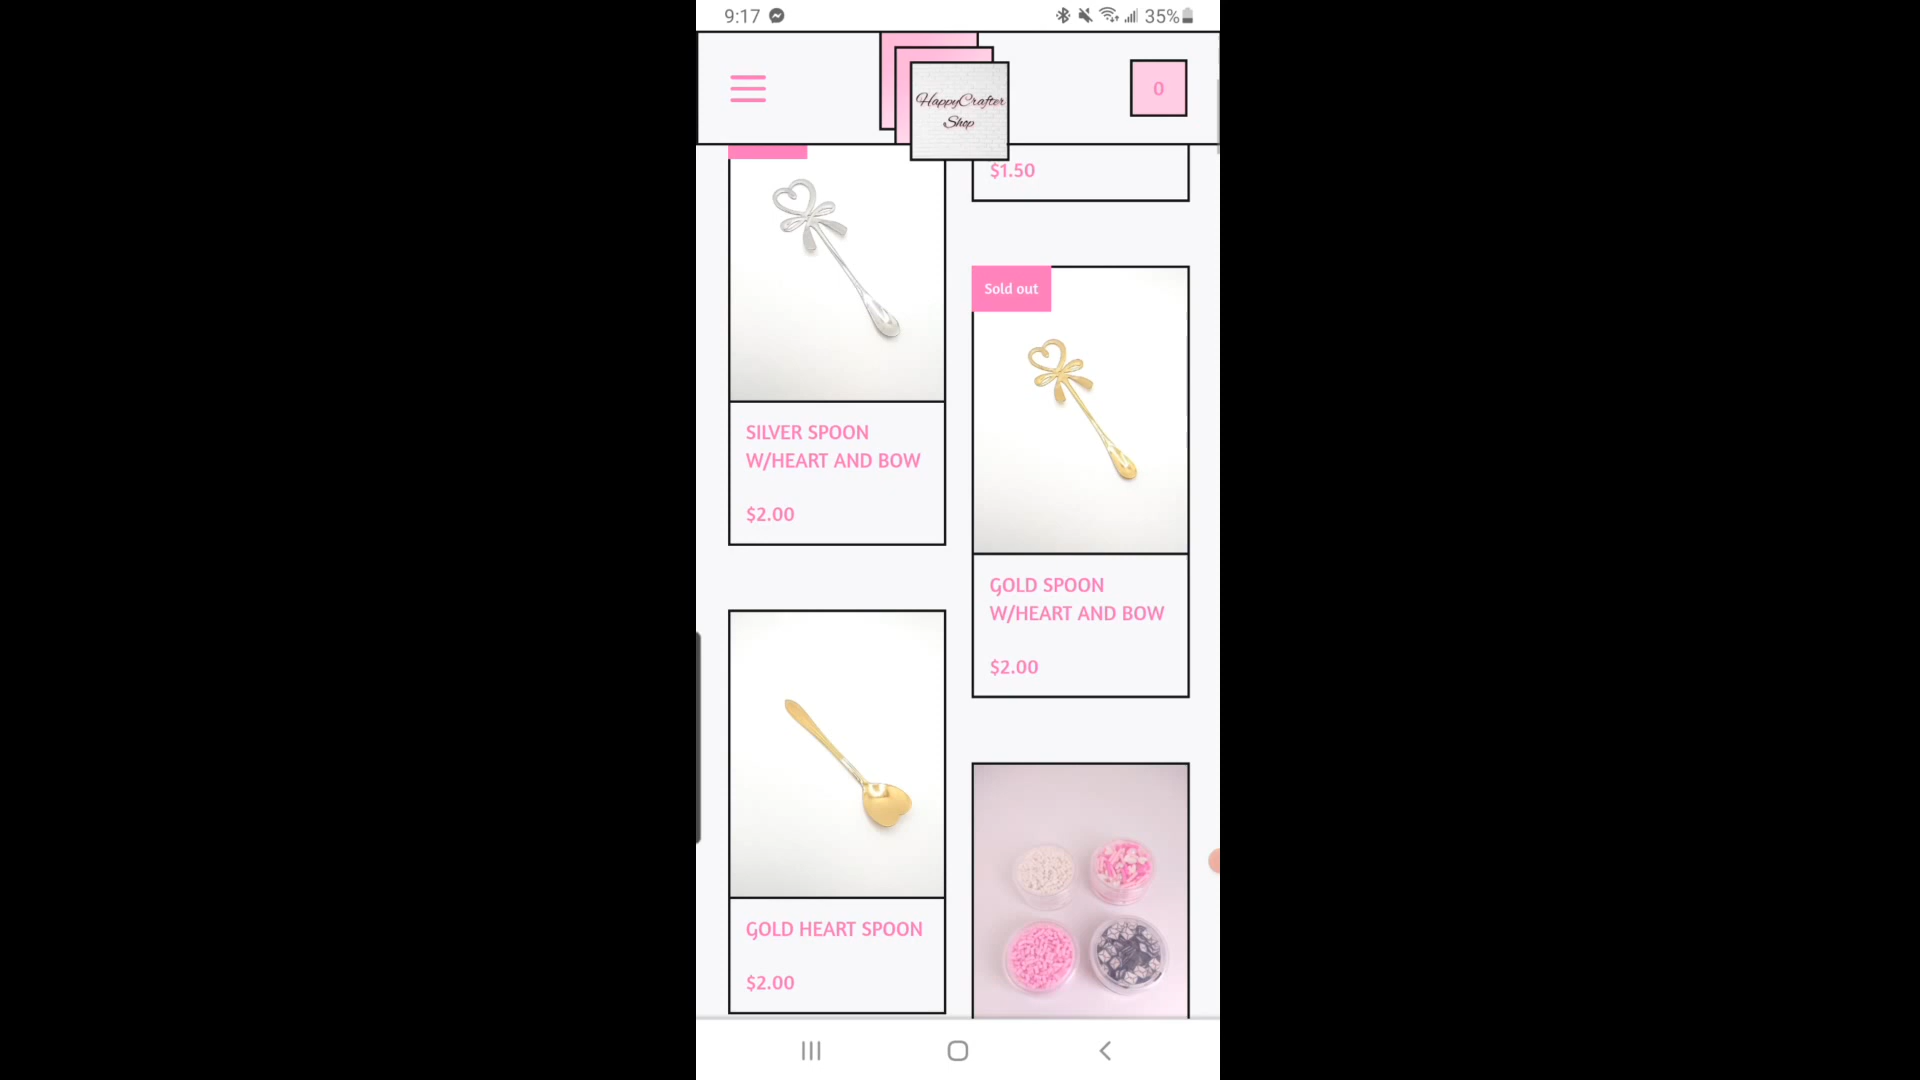 9:17
35%
HappyCrafter
Shop
0
$1.50
Sold out
SILVER SPOON
W/HEART AND BOW
$2.00
GOLD SPOON
W/HEART AND BOW
$2.00
GOLD HEART SPOON
$2.00